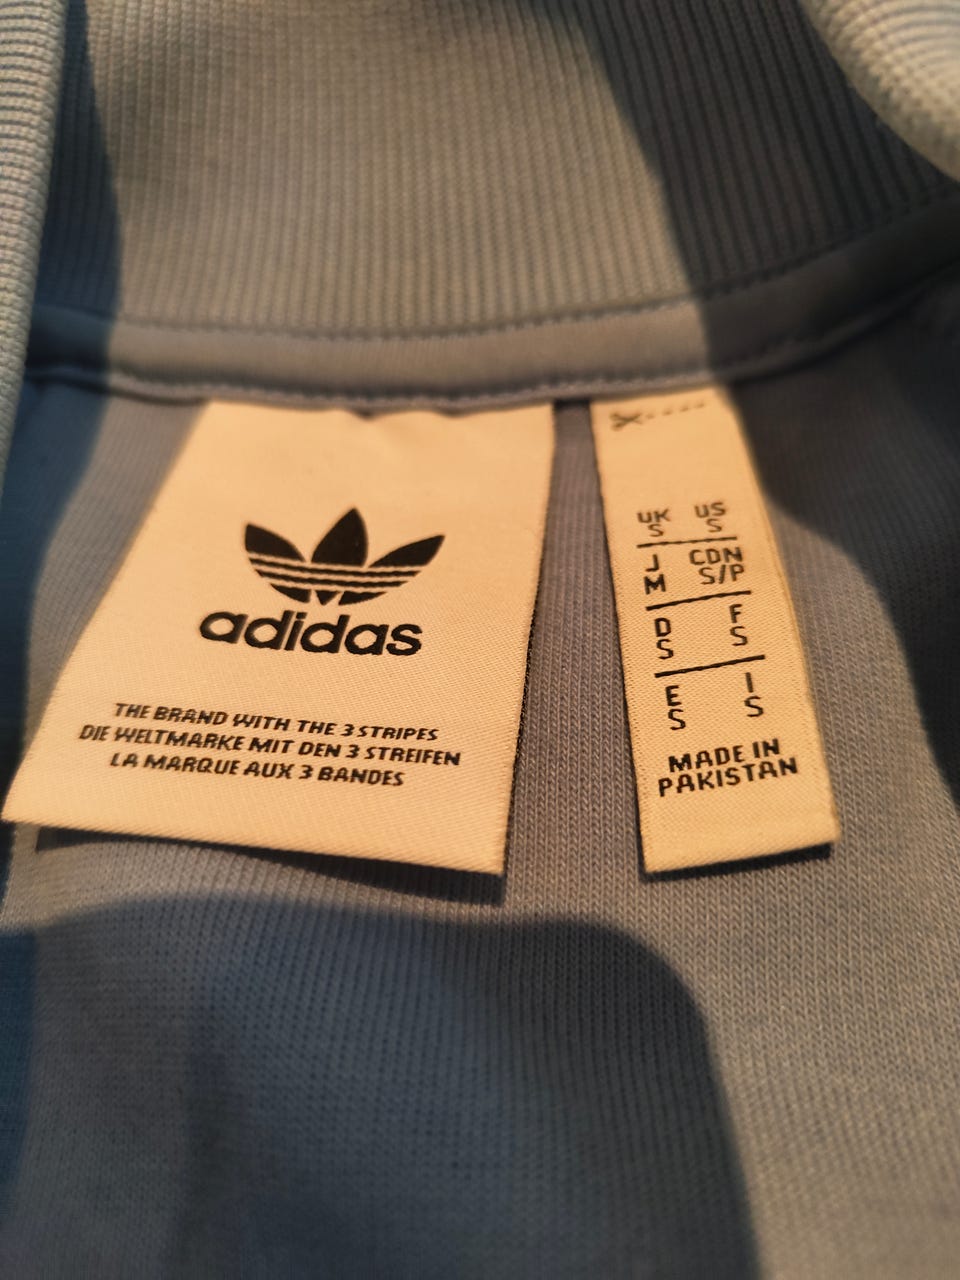 adidas
THE BRAND WITH THE 3 STRIPES
DIE WELTMARKE MIT DEN 3 STREIFEN
LA MARQUE AUX 3 BANDES
UK US
S S
J CDN
M S/P
D F
S S
E I
S S
MADE IN
PAKISTAN